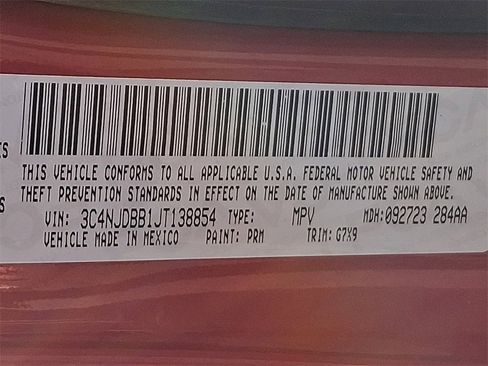 THIS VEHICLE CONFORMS TO ALL APPLICABLE U.S.A. FEDERAL MOTOR VEHICLE SAFETY AND
THEFT PREVENTION STANDARDS IN EFFECT ON THE DATE OF MANUFACTURE SHOWN ABOVE.
VIN: 3C4NJDBB1JT138854 TYPE: MPV MDH:092723 284AA
VEHICLE MADE IN MEXICO PAINT: PRM TRIM: G7X9